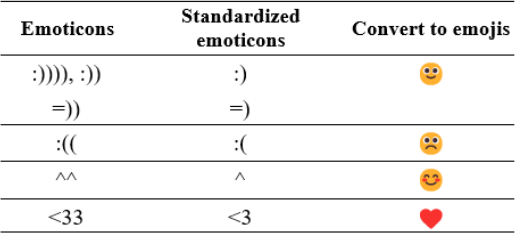 Emoticons Standardized emoticons Convert to emojis
:)))), :)) :) 🙂
=)) =)
:(( :( ☹️
^^ ^ 😊
<33 <3 ❤️